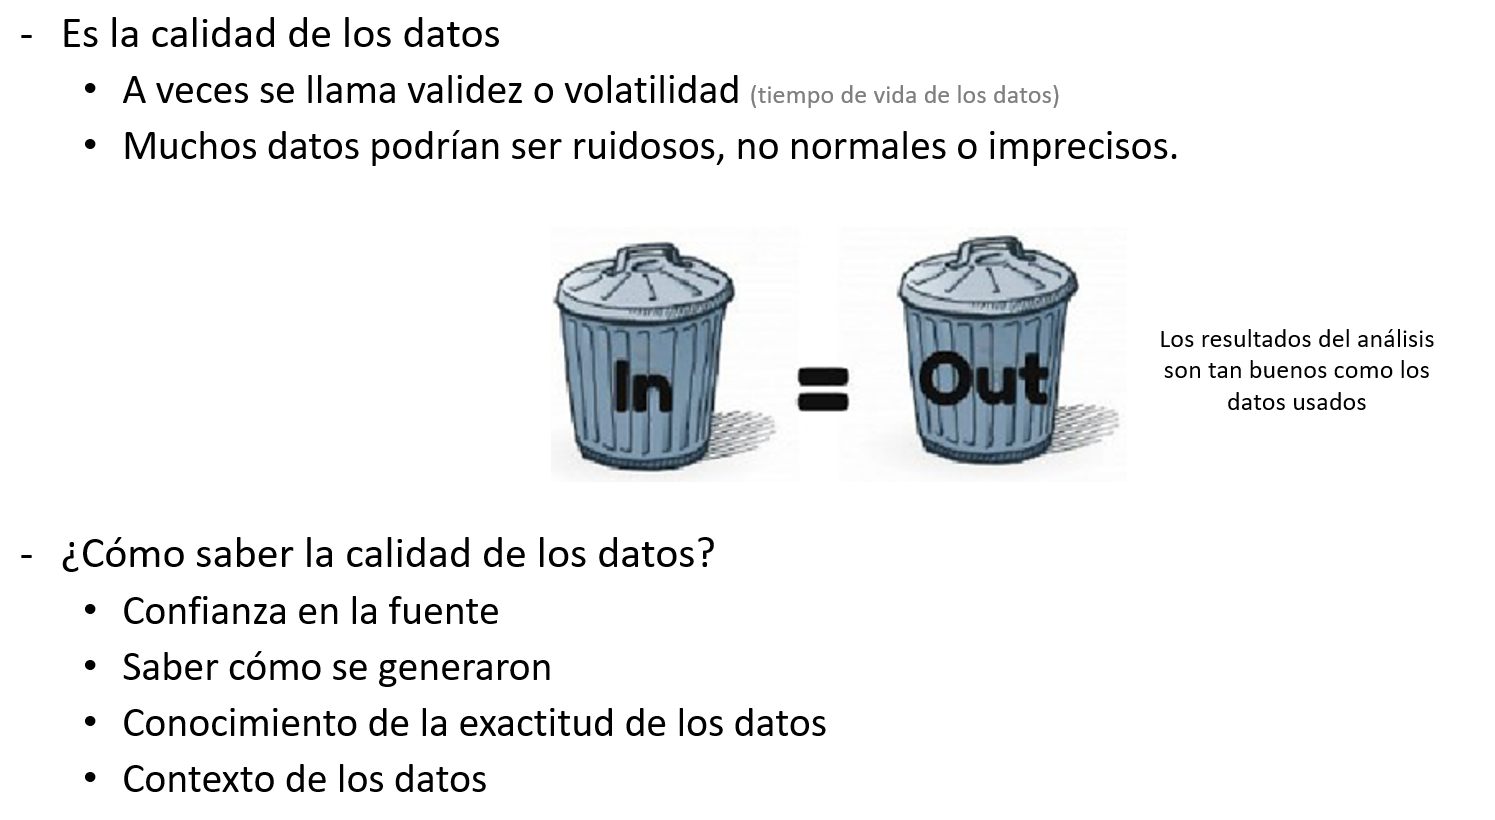 - Es la calidad de los datos
• A veces se llama validez o volatilidad (tiempo de vida de los datos)
• Muchos datos podrían ser ruidosos, no normales o imprecisos.
In = Out
Los resultados del análisis
son tan buenos como los
datos usados
- ¿Cómo saber la calidad de los datos?
• Confianza en la fuente
• Saber cómo se generaron
• Conocimiento de la exactitud de los datos
• Contexto de los datos